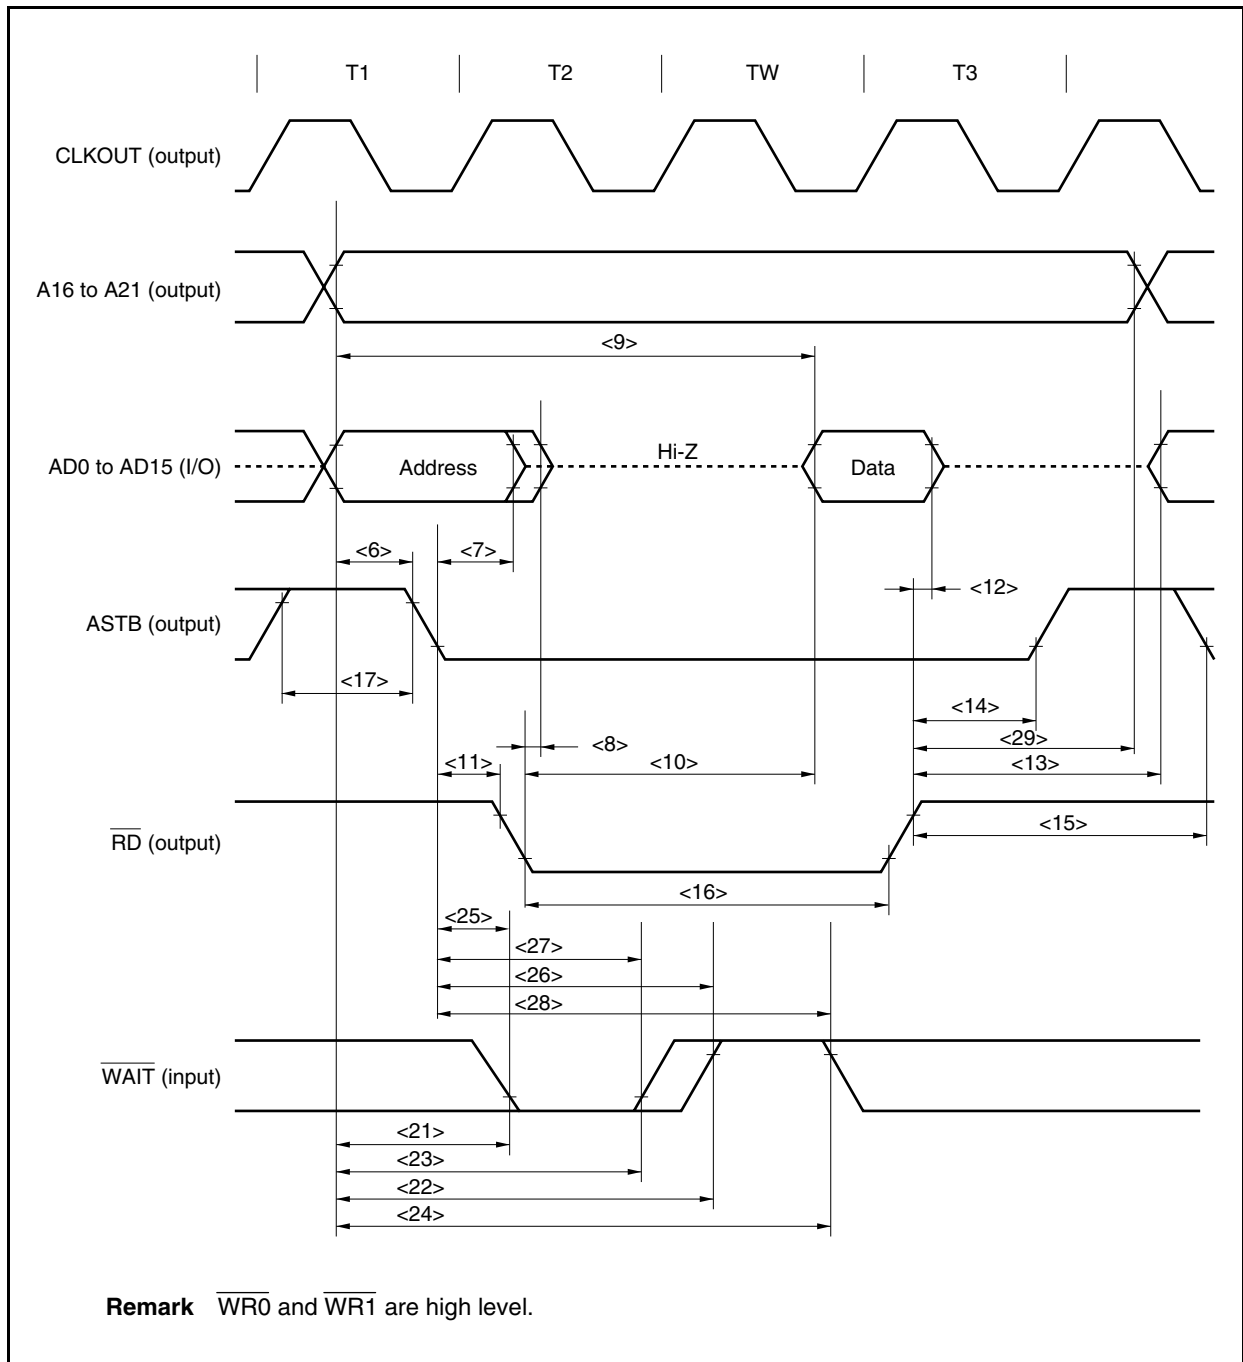 T1 T2 TW T3
CLKOUT (output)
A16 to A21 (output)
<9>
AD0 to AD15 (I/O)
Address
Hi-Z
Data
<6>
<7>
<12>
ASTB (output)
<17>
<14>
<8>
<29>
<11>
<10>
<13>
RD (output)
<15>
<16>
<25>
<27>
<26>
<28>
WAIT (input)
<21>
<23>
<22>
<24>
Remark WR0 and WR1 are high level.